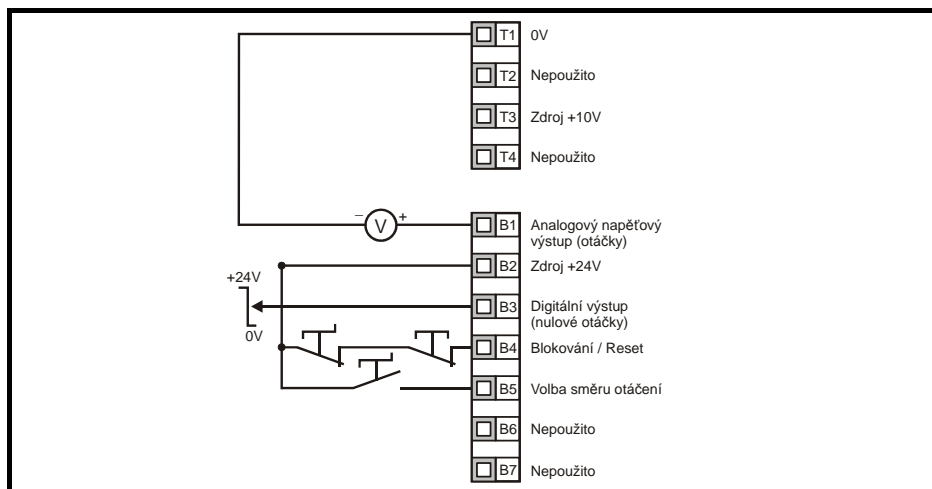 T1 0V
T2 Nepoužito
T3 Zdroj +10V
T4 Nepoužito
− V +
B1 Analogový napěťový
výstup (otáčky)
B2 Zdroj +24V
+24V
0V
B3 Digitální výstup
(nulové otáčky)
B4 Blokování / Reset
B5 Volba směru otáčení
B6 Nepoužito
B7 Nepoužito